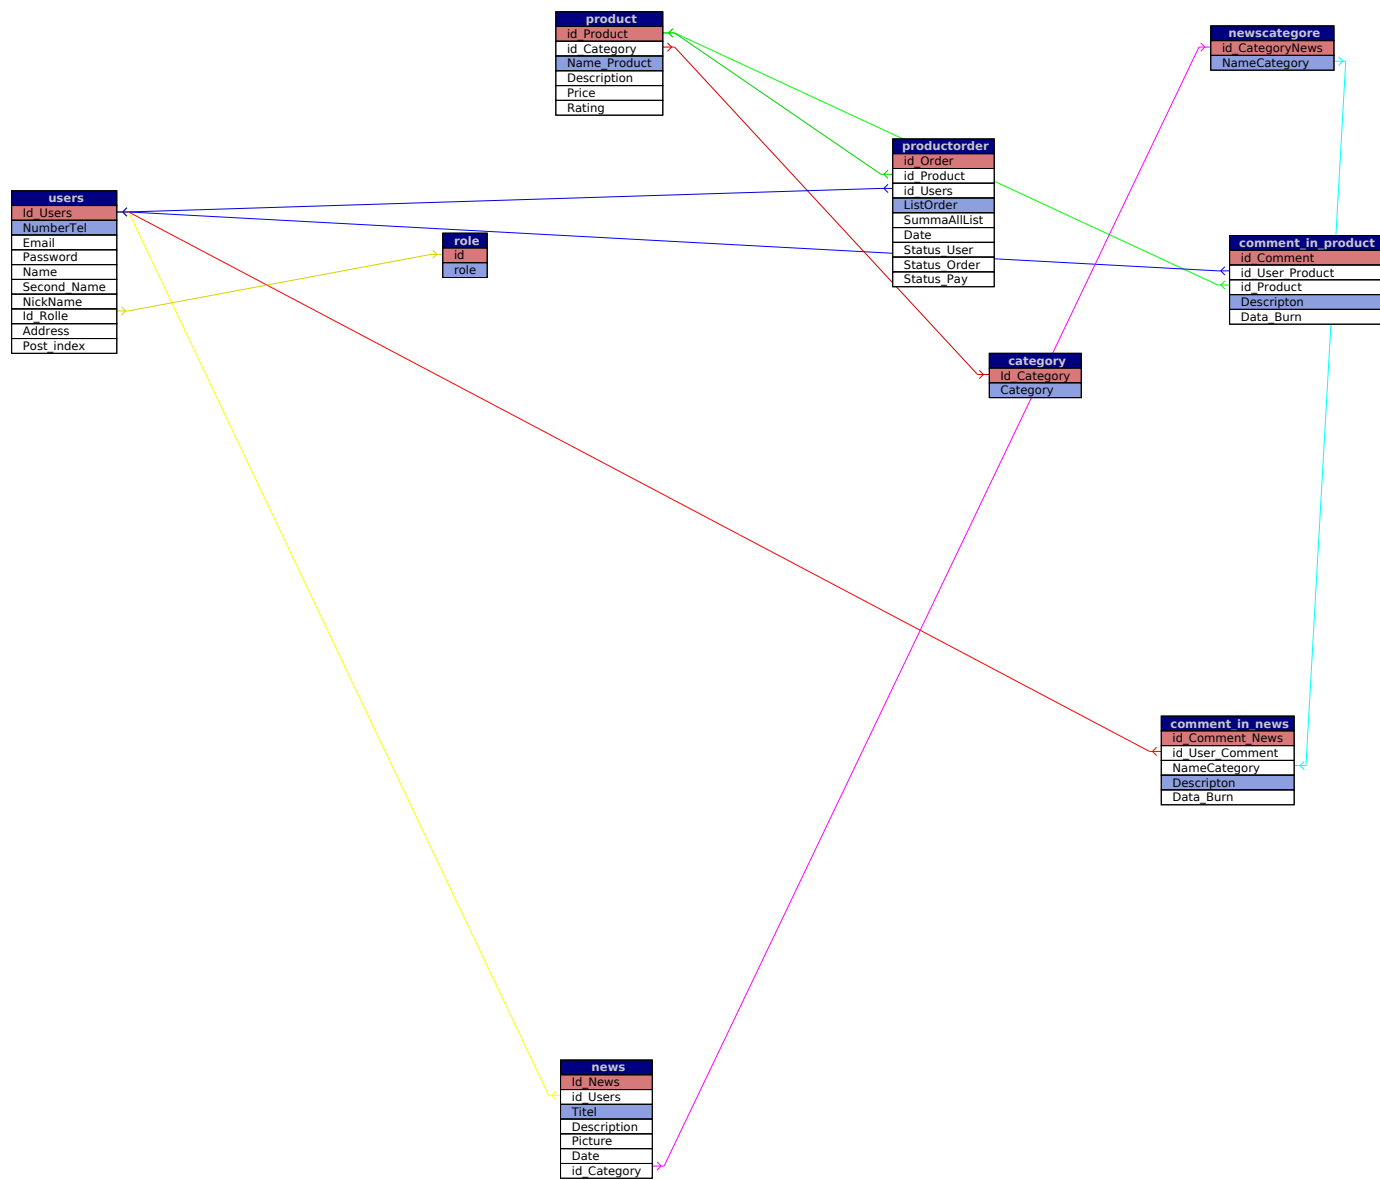 product
id_Product
id_Category
Name_Product
Description
Price
Rating
newscategore
id_CategoryNews
NameCategory
productorder
id_Order
id_Product
id_Users
ListOrder
SummaAllList
Date
Status_User
Status_Order
Status_Pay
users
Id_Users
NumberTel
Email
Password
Name
Second_Name
NickName
Id_Rolle
Address
Post_index
role
id
role
comment_in_product
id_Comment
id_User_Product
id_Product
Descripton
Data_Burn
category
Id_Category
Category
comment_in_news
id_Comment_News
id_User_Comment
NameCategory
Descripton
Data_Burn
news
Id_News
id_Users
Titel
Description
Picture
Date
id_Category